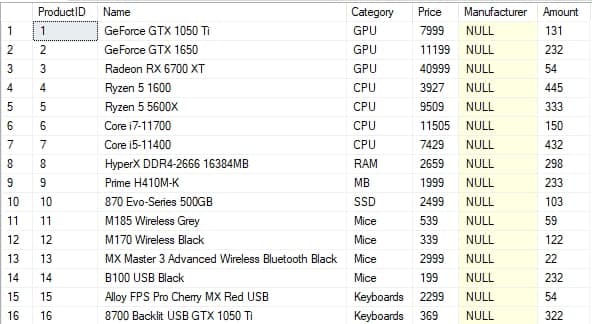 ProductID Name Category Price Manufacturer Amount
1 1 GeForce GTX 1050 Ti GPU 7999 NULL 131
2 2 GeForce GTX 1650 GPU 11199 NULL 232
3 3 Radeon RX 6700 XT GPU 40999 NULL 54
4 4 Ryzen 5 1600 CPU 3927 NULL 445
5 5 Ryzen 5 5600X CPU 9509 NULL 333
6 6 Core i7-11700 CPU 11505 NULL 150
7 7 Core i5-11400 CPU 7429 NULL 432
8 8 HyperX DDR4-2666 16384MB RAM 2659 NULL 298
9 9 Prime H410M-K MB 1999 NULL 233
10 10 870 Evo-Series 500GB SSD 2499 NULL 103
11 11 M185 Wireless Grey Mice 539 NULL 59
12 12 M170 Wireless Black Mice 339 NULL 122
13 13 MX Master 3 Advanced Wireless Bluetooth Black Mice 2999 NULL 22
14 14 B100 USB Black Mice 199 NULL 232
15 15 Alloy FPS Pro Cherry MX Red USB Keyboards 2299 NULL 54
16 16 8700 Backlit USB GTX 1050 Ti Keyboards 369 NULL 322